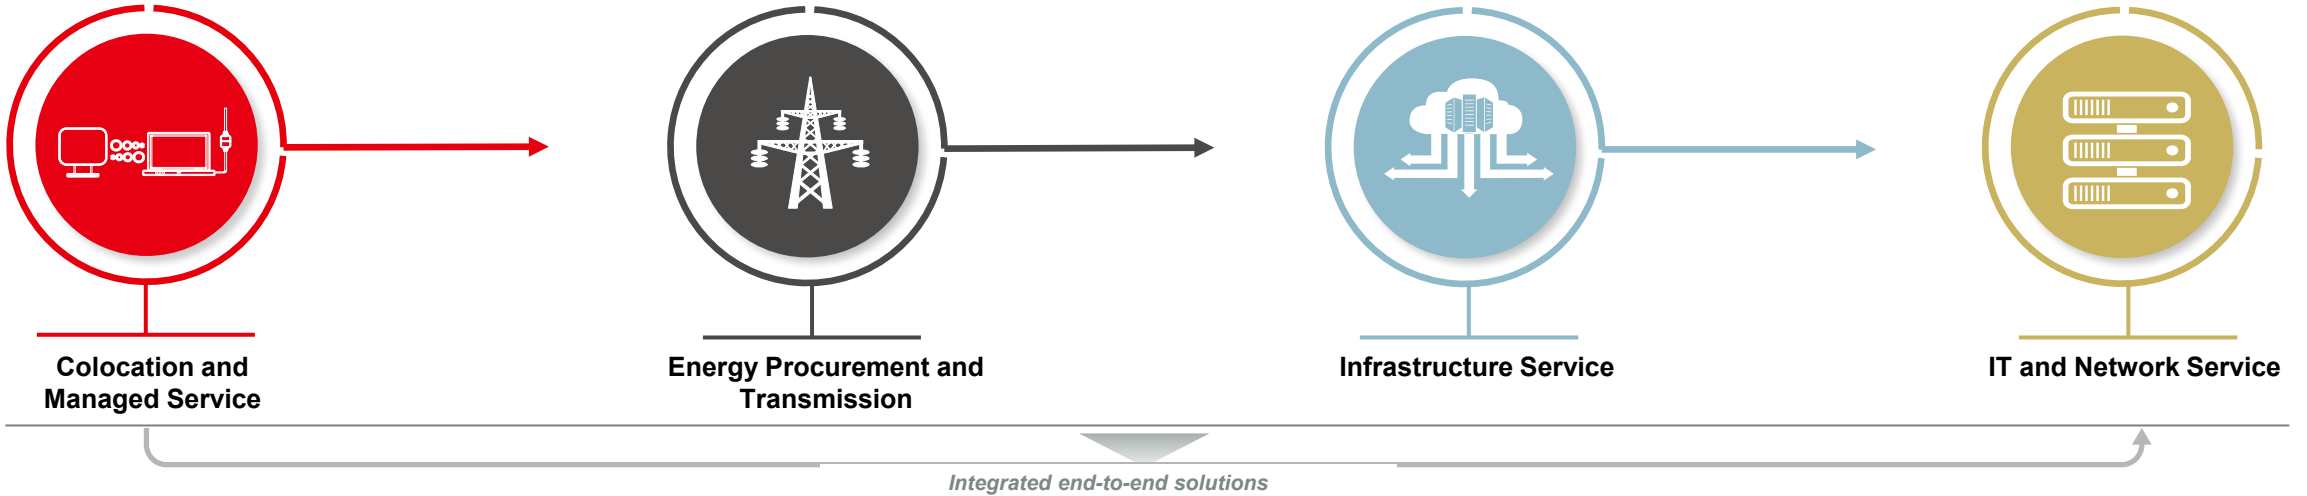 Colocation and
Managed Service
Energy Procurement and
Transmission
Infrastructure Service
IT and Network Service
Integrated end-to-end solutions